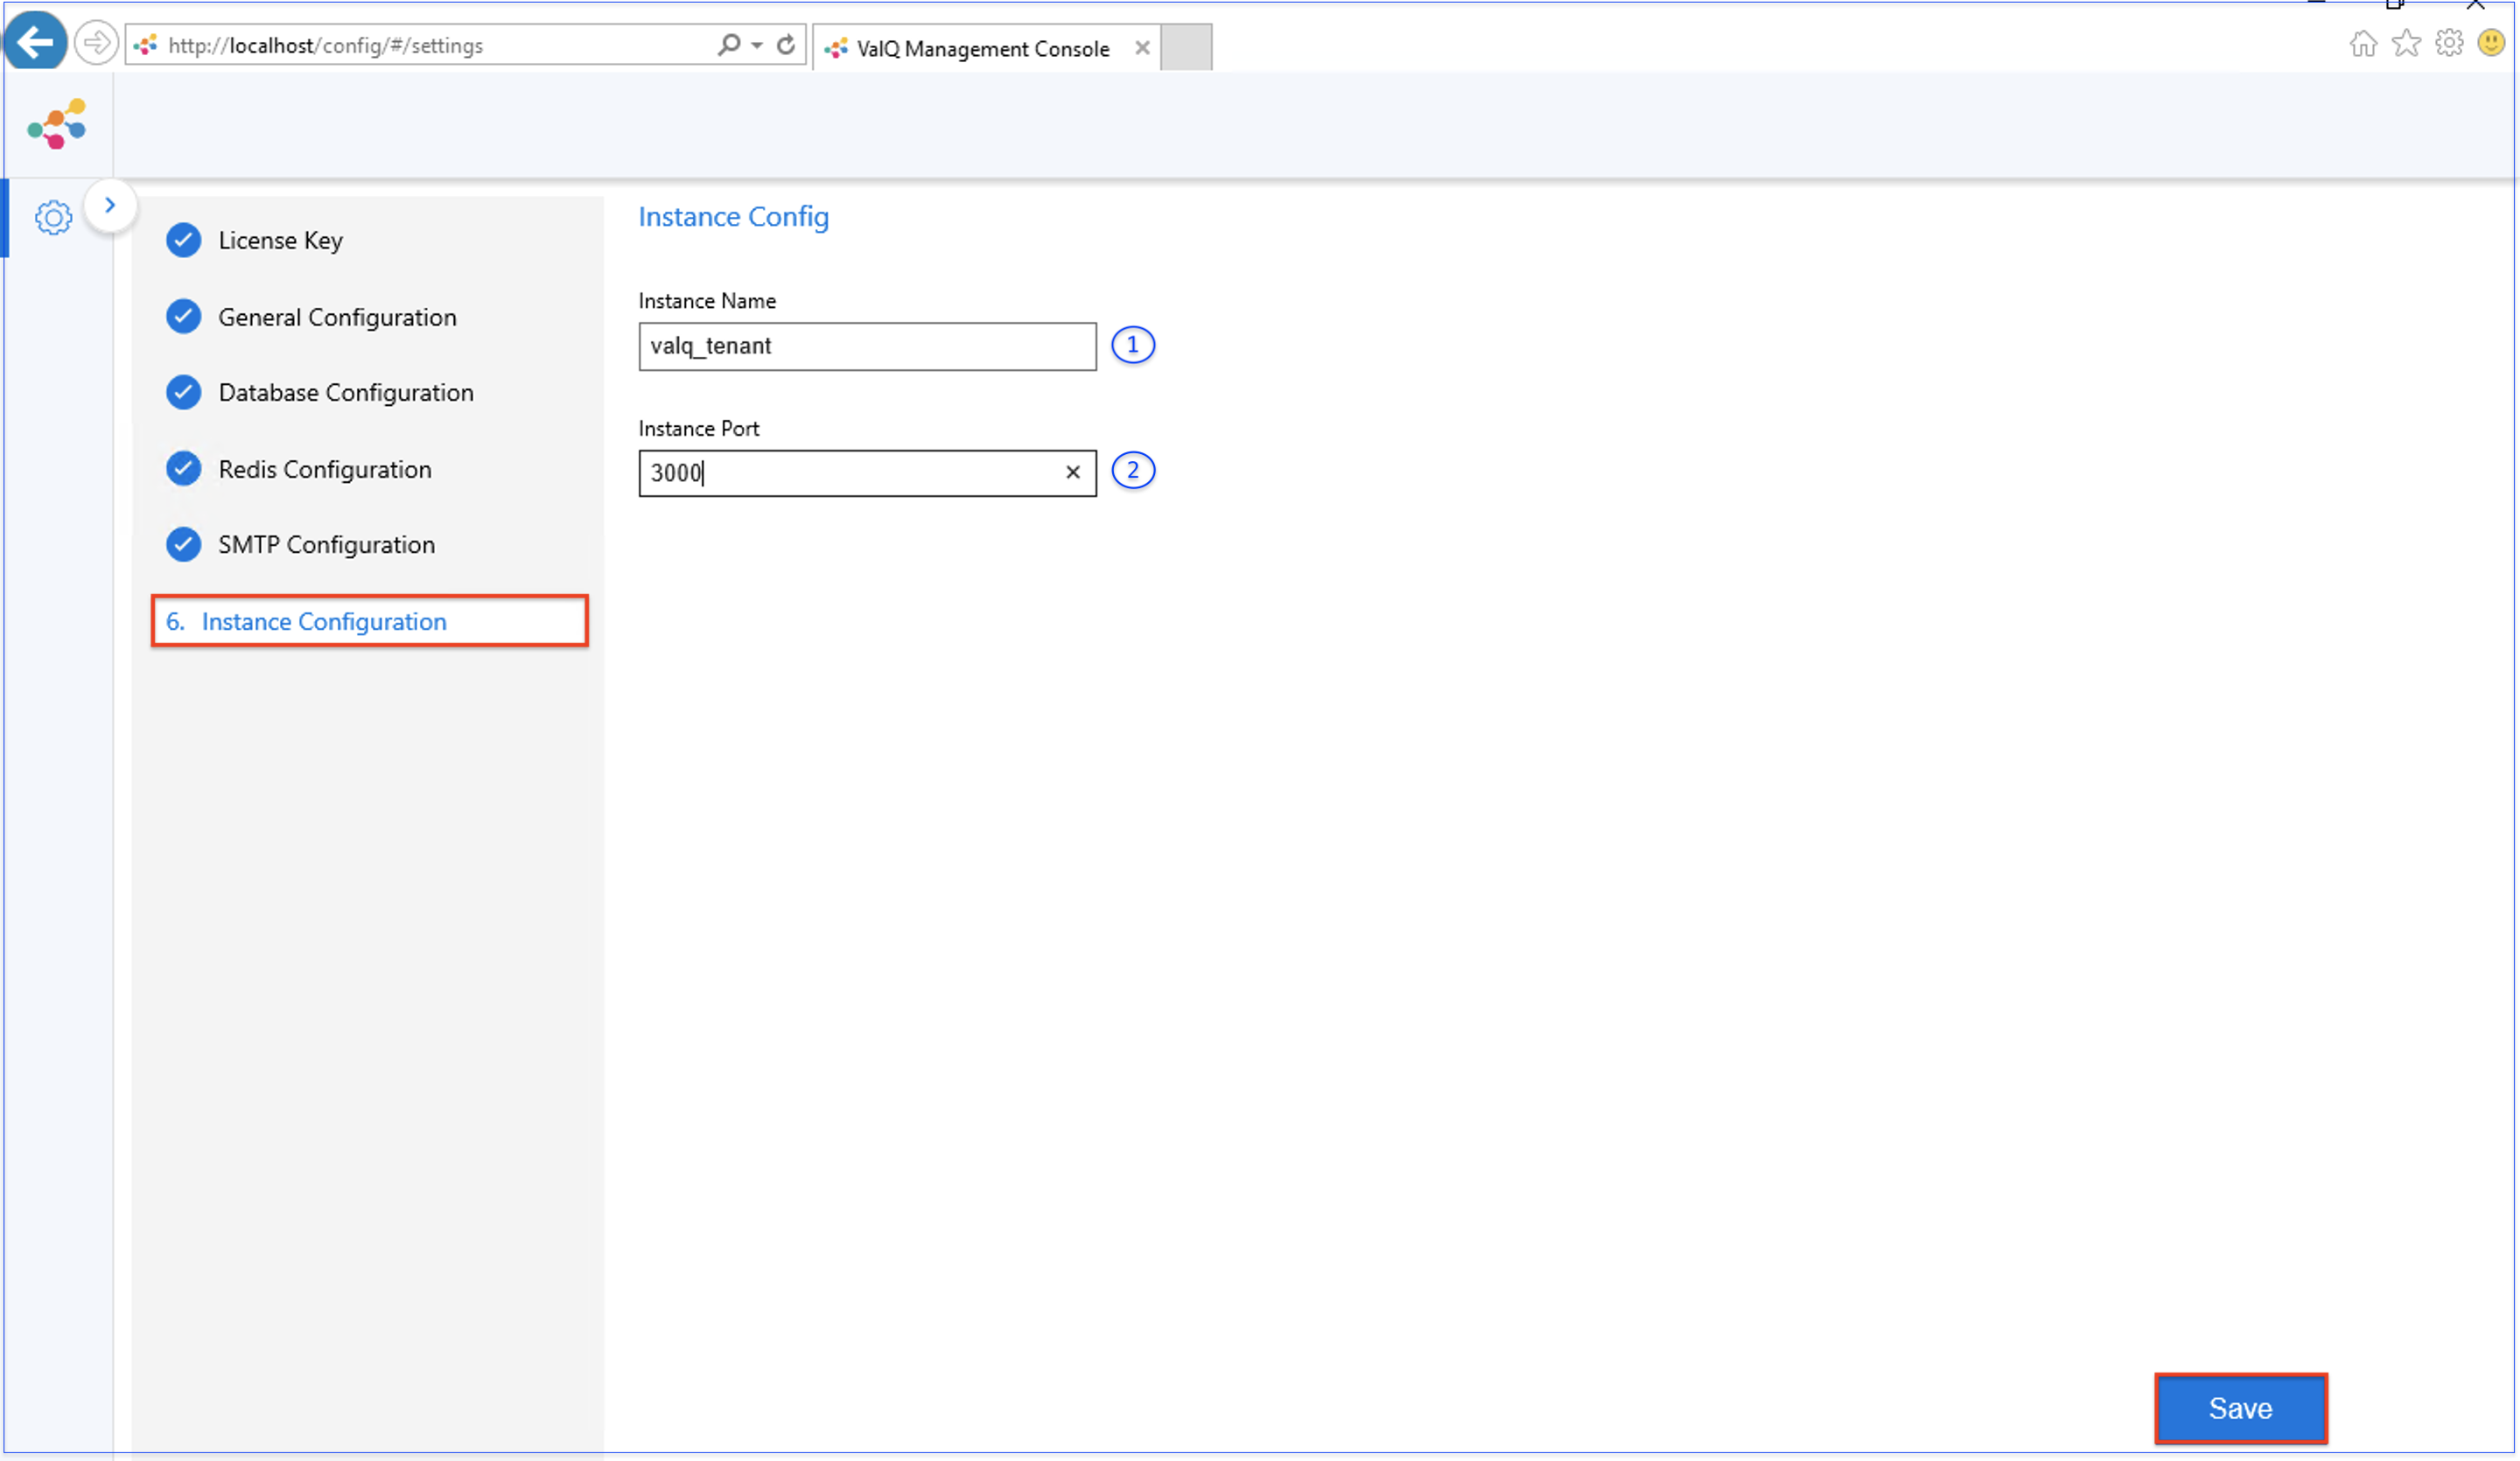 http://localhost/config/#/settings
ValQ Management Console
License Key
General Configuration
Database Configuration
Redis Configuration
SMTP Configuration
6. Instance Configuration
Instance Config
Instance Name
valq_tenant
1
Instance Port
3000
2
Save